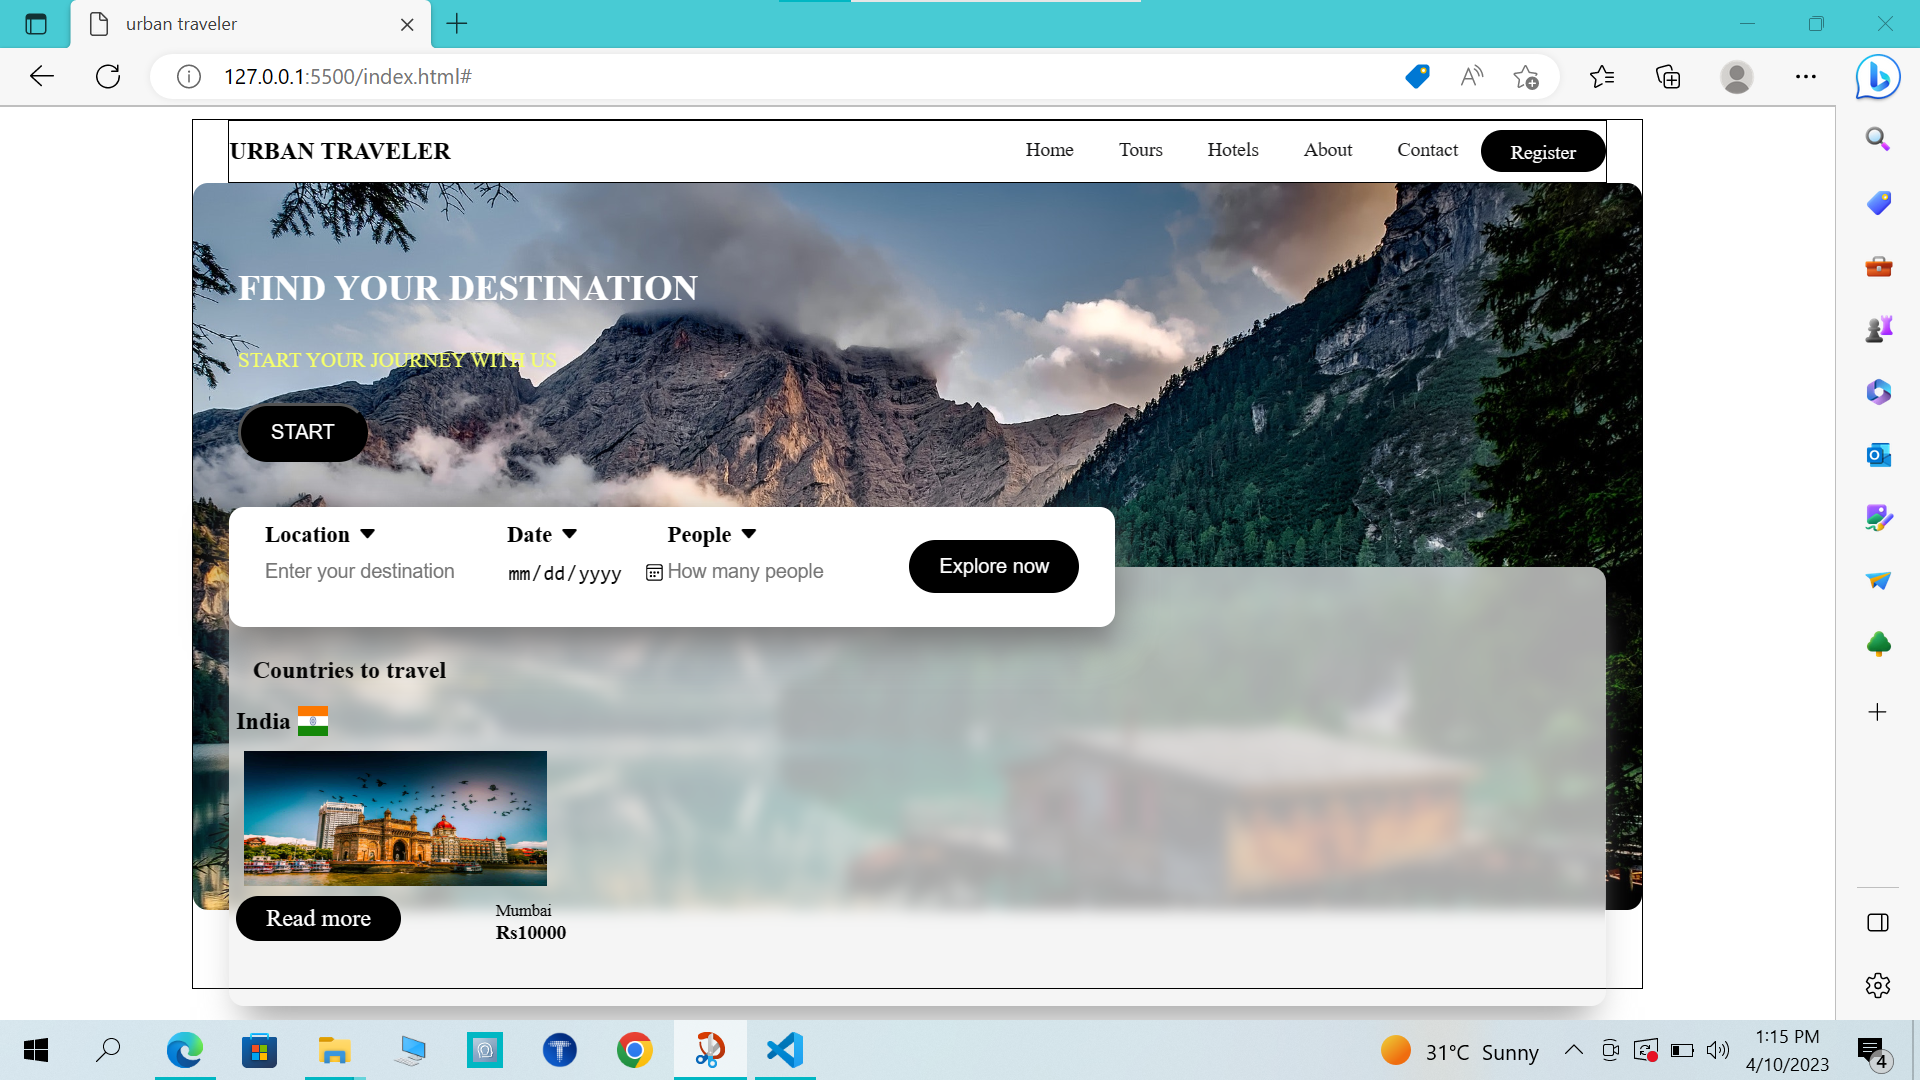 urban traveler
127.0.0.1:5500/index.html#
URBAN TRAVELER
Home Tours Hotels About Contact Register
FIND YOUR DESTINATION
START YOUR JOURNEY WITH US
START
Location Date People
Enter your destination mm/dd/yyyy How many people
Explore now
Countries to travel
India
Read more
Mumbai
Rs10000
31°C Sunny
1:15 PM
4/10/2023
4